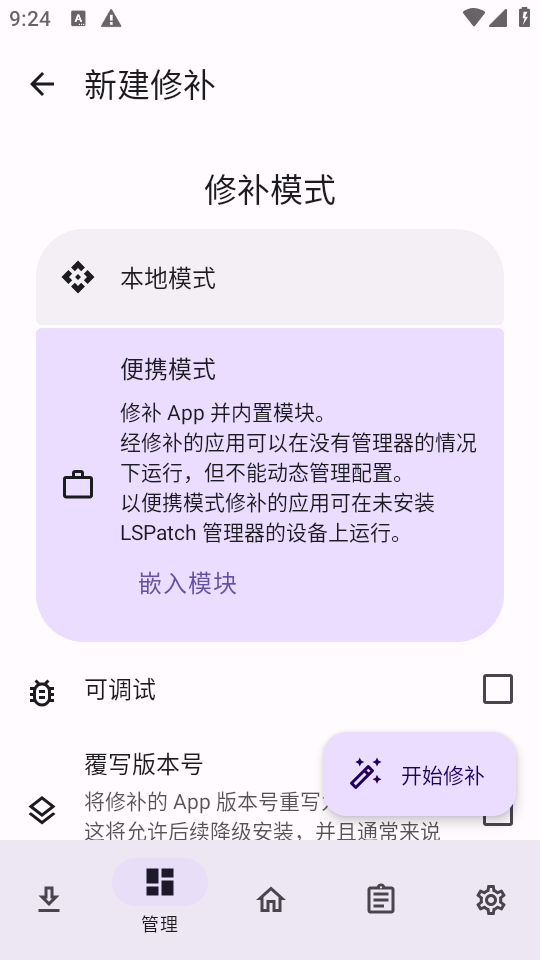 9:24
新建修补
修补模式
本地模式
便携模式
修补 App 并内置模块。
经修补的应用可以在没有管理器的情况
下运行，但不能动态管理配置。
以便携模式修补的应用可在未安装
LSPatch 管理器的设备上运行。
嵌入模块
可调试
覆写版本号
开始修补
将修补的 App 版本号重写
这将允许后续降级安装，并且通常来说
管理